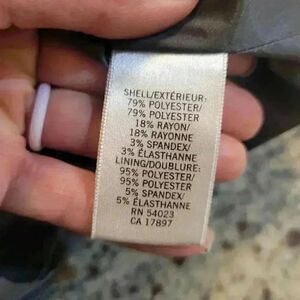 SHELL/EXTÉRIEUR:
79% POLYESTER/
79% POLYESTER
18% RAYON/
18% RAYONNE
3% SPANDEX/
3% ÉLASTHANNE
LINING/DOUBLURE:
95% POLYESTER/
95% POLYESTER
5% SPANDEX/
5% ÉLASTHANNE
RN 54023
CA 17897